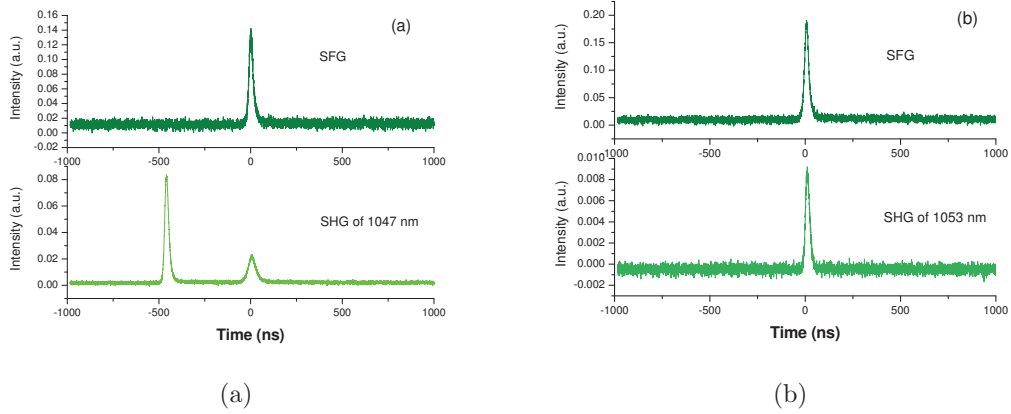 (a)
SFG
Intensity (a.u.)
0.16
0.14
0.12
0.10
0.08
0.06
0.04
0.02
0.00
-0.02
-1000 -500 0 500 1000
SHG of 1047 nm
Intensity (a.u.)
0.08
0.06
0.04
0.02
0.00
-1000 -500 0 500 1000
Time (ns)
(a)
(b)
SFG
Intensity (a.u.)
0.20
0.15
0.10
0.05
0.00
-1000 -500 0 500 1000
SHG of 1053 nm
Intensity (a.u.)
0.010
0.008
0.006
0.004
0.002
0.000
-0.002
-1000 -500 0 500 1000
Time (ns)
(b)